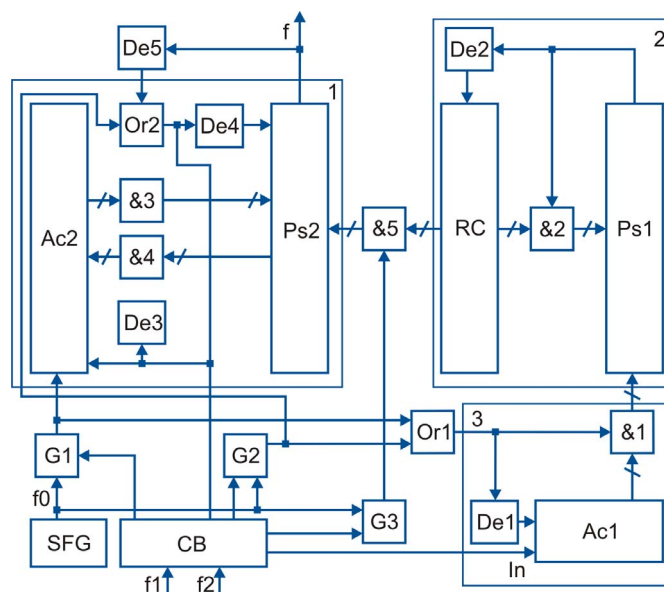 f
De5
De2
2
1
Or2
De4
&3
Ac2
Ps2
&5
RC
&2
Ps1
&4
De3
3
Or1
&1
G1
G2
f0
G3
De1
Ac1
SFG
CB
In
f1
f2